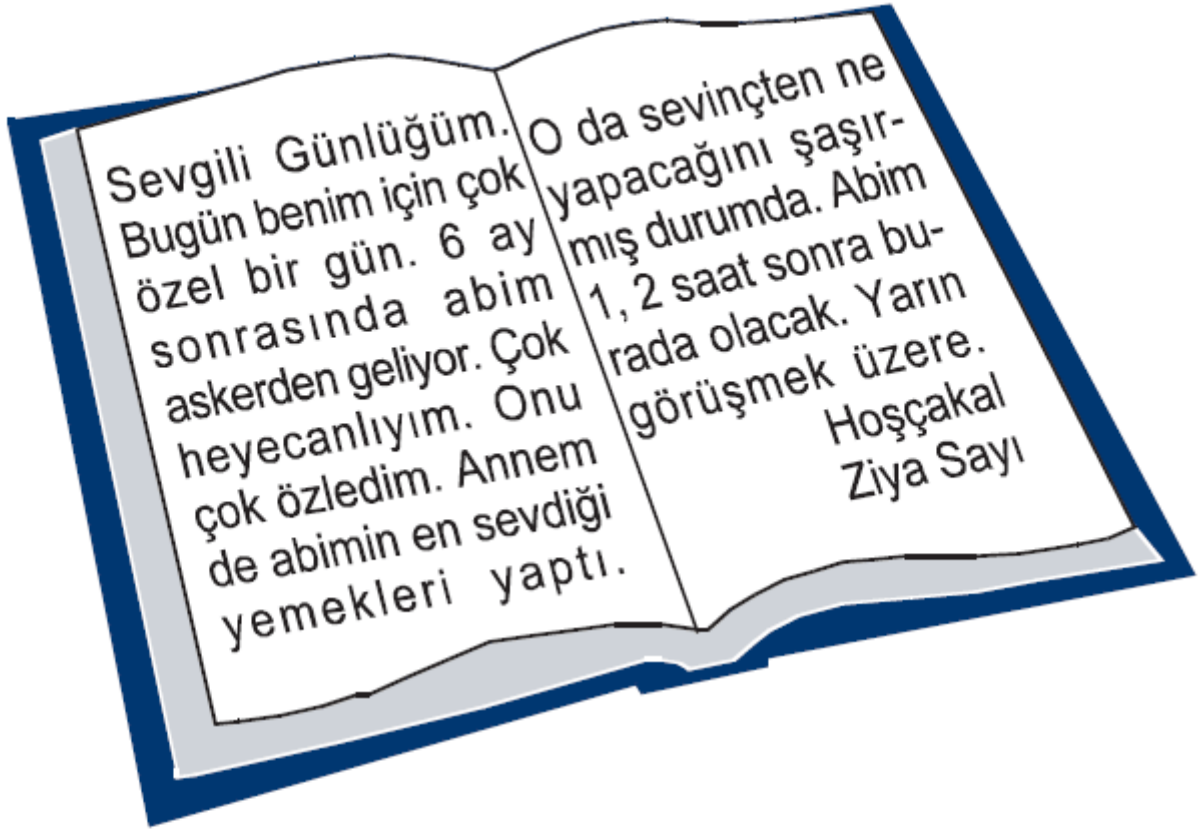 Sevgili Günlüğüm.
Bugün benim için çok
özel bir gün. 6 ay
sonrasında abim
askerden geliyor. Çok
heyecanlıyım. Onu
çok özledim. Annem
de abimin en sevdiği
yemekleri yaptı.
O da sevinçten ne
yapacağını şaşır-
mış durumda. Abim
1, 2 saat sonra bu-
rada olacak. Yarın
görüşmek üzere.
Hoşçakal
Ziya Sayı